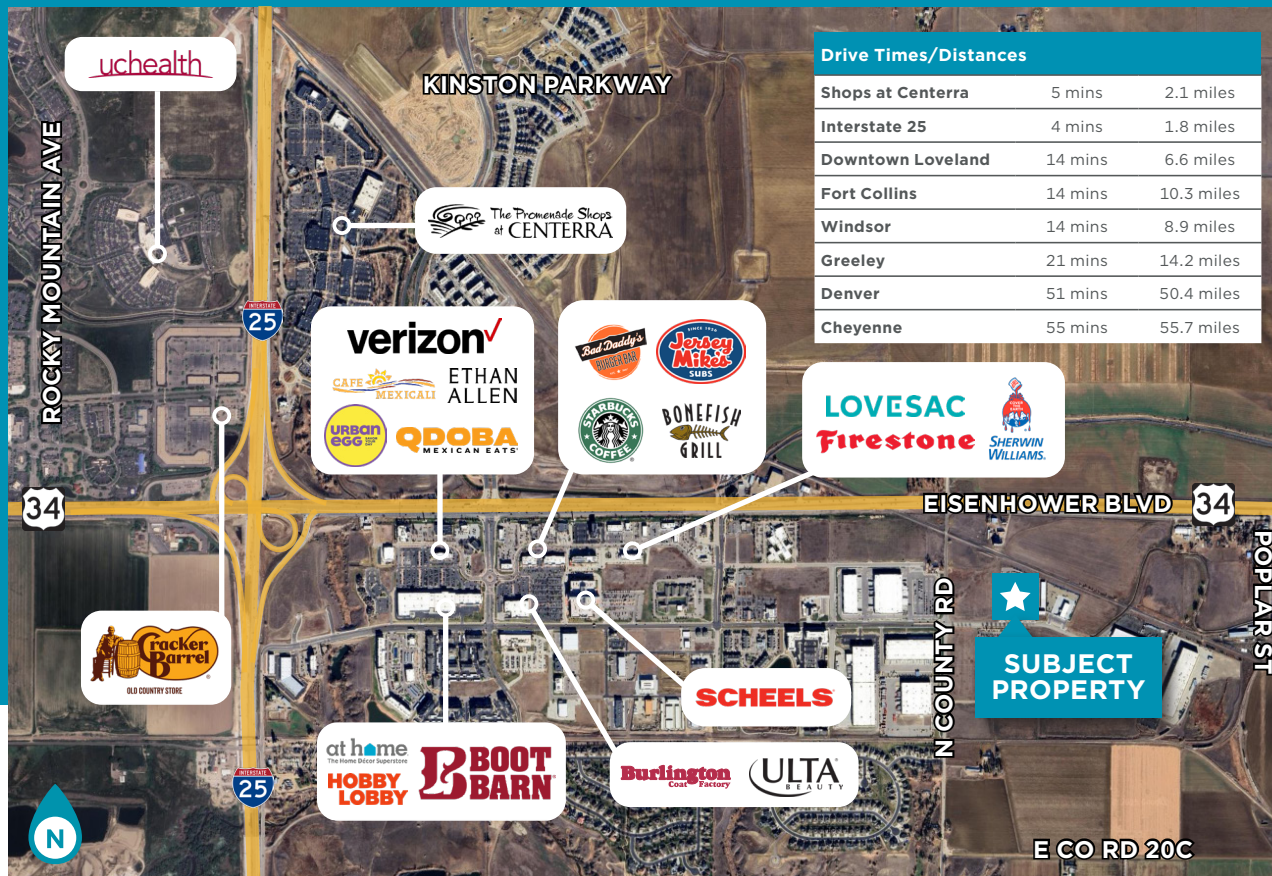 uchealth
KINSTON PARKWAY
ROCKY MOUNTAIN AVE
Drive Times/Distances
Shops at Centerra 5 mins 2.1 miles
Interstate 25 4 mins 1.8 miles
Downtown Loveland 14 mins 6.6 miles
Fort Collins 14 mins 10.3 miles
Windsor 14 mins 8.9 miles
Greeley 21 mins 14.2 miles
Denver 51 mins 50.4 miles
Cheyenne 55 mins 55.7 miles
The Promenade Shops
at CENTERRA
INTERSTATE
25
verizon
CAFE
MEXICALI
ETHAN
ALLEN
URBAN
egg
QDOBA
MEXICAN EATS
Bad Daddy's
BURGER BAR
SINCE 1956
Jersey
Mike's
SUBS
STARBUCKS
COFFEE
BONEFISH
GRILL
LOVESAC
Firestone
COVER
THE
EARTH
SHERWIN
WILLIAMS.
34
EISENHOWER BLVD
34
POPLAR ST
N COUNTY RD
SUBJECT
PROPERTY
Cracker
Barrel
OLD COUNTRY STORE
SCHEELS
at home
The Home Décor Superstore
HOBBY
LOBBY
BOOT
BARN
Burlington
Coat Factory
ULTA
BEAUTY
INTERSTATE
25
N
E CO RD 20C